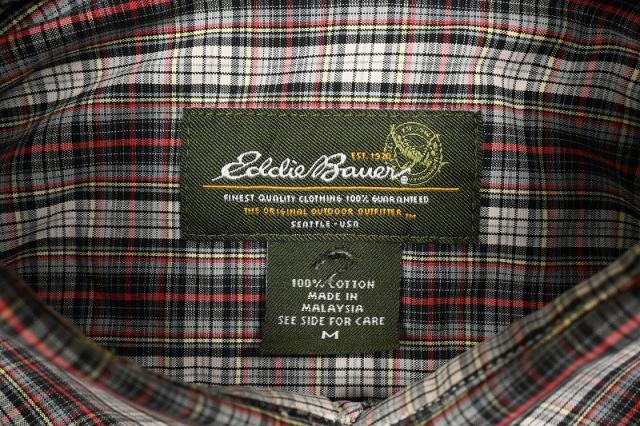 EST. 1920
Eddie Bauer®
FINEST QUALITY CLOTHING 100% GUARANTEED
THE ORIGINAL OUTDOOR OUTFITTER TM
SEATTLE - USA
100% COTTON
MADE IN
MALAYSIA
SEE SIDE FOR CARE
M